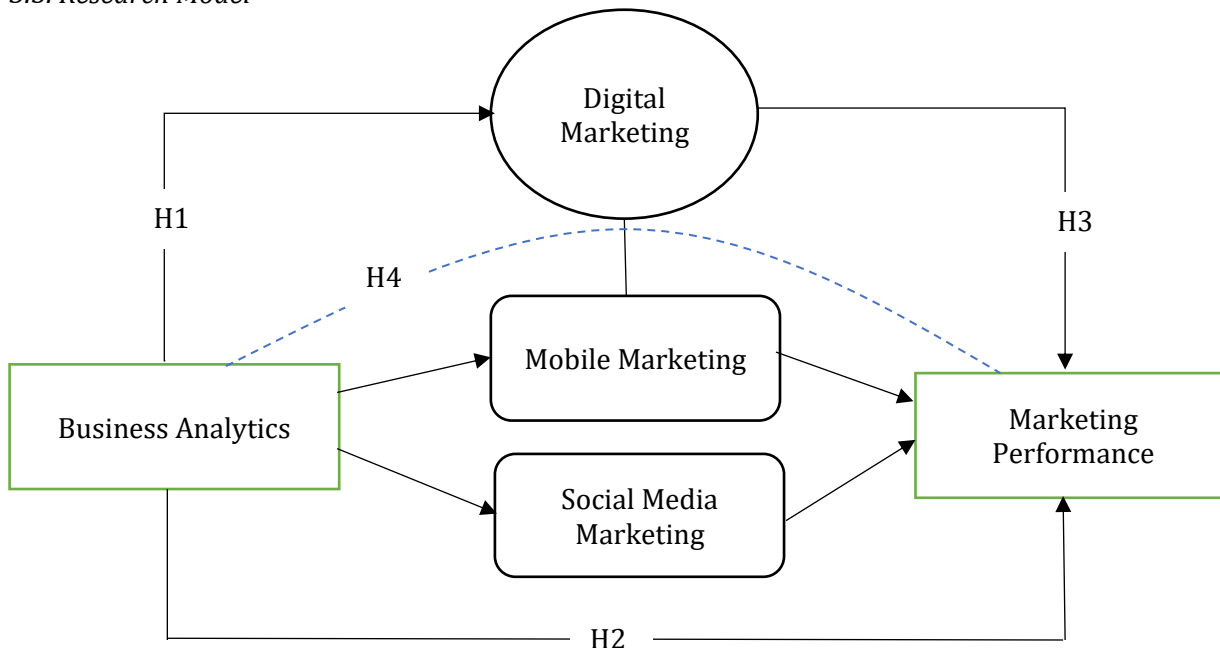 Digital
Marketing
H1
H3
H4
Mobile Marketing
Business Analytics
Marketing
Performance
Social Media
Marketing
H2